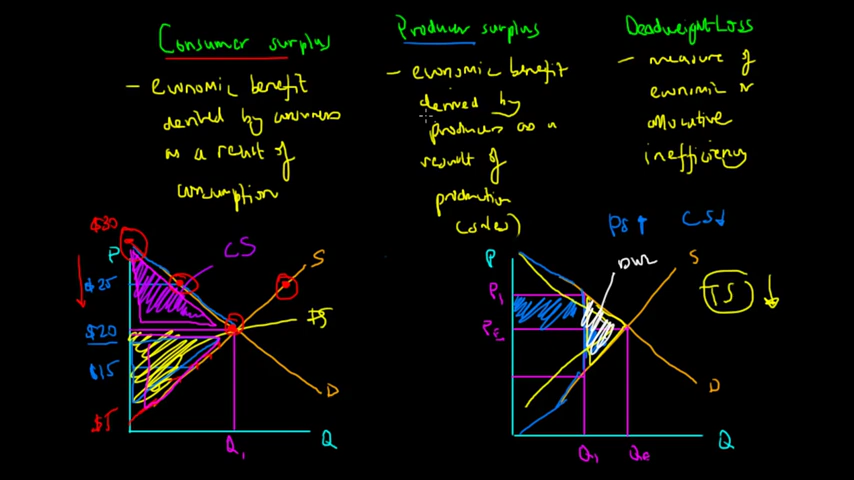 Consumer surplus
- economic benefit
derived by consumers
as a result of
consumption
Producer surplus
- economic benefit
derived by
producers as a
result of
production
(sales)
Deadweight Loss
- measure of
economic or
allocative
inefficiency
$30
P
$25
$20
$15
$5
CS
S
PS
D
Q1
Q
PS↑ CS↓
TS ↓
P
P1
PE
DWL
S
D
Q1
QE
Q